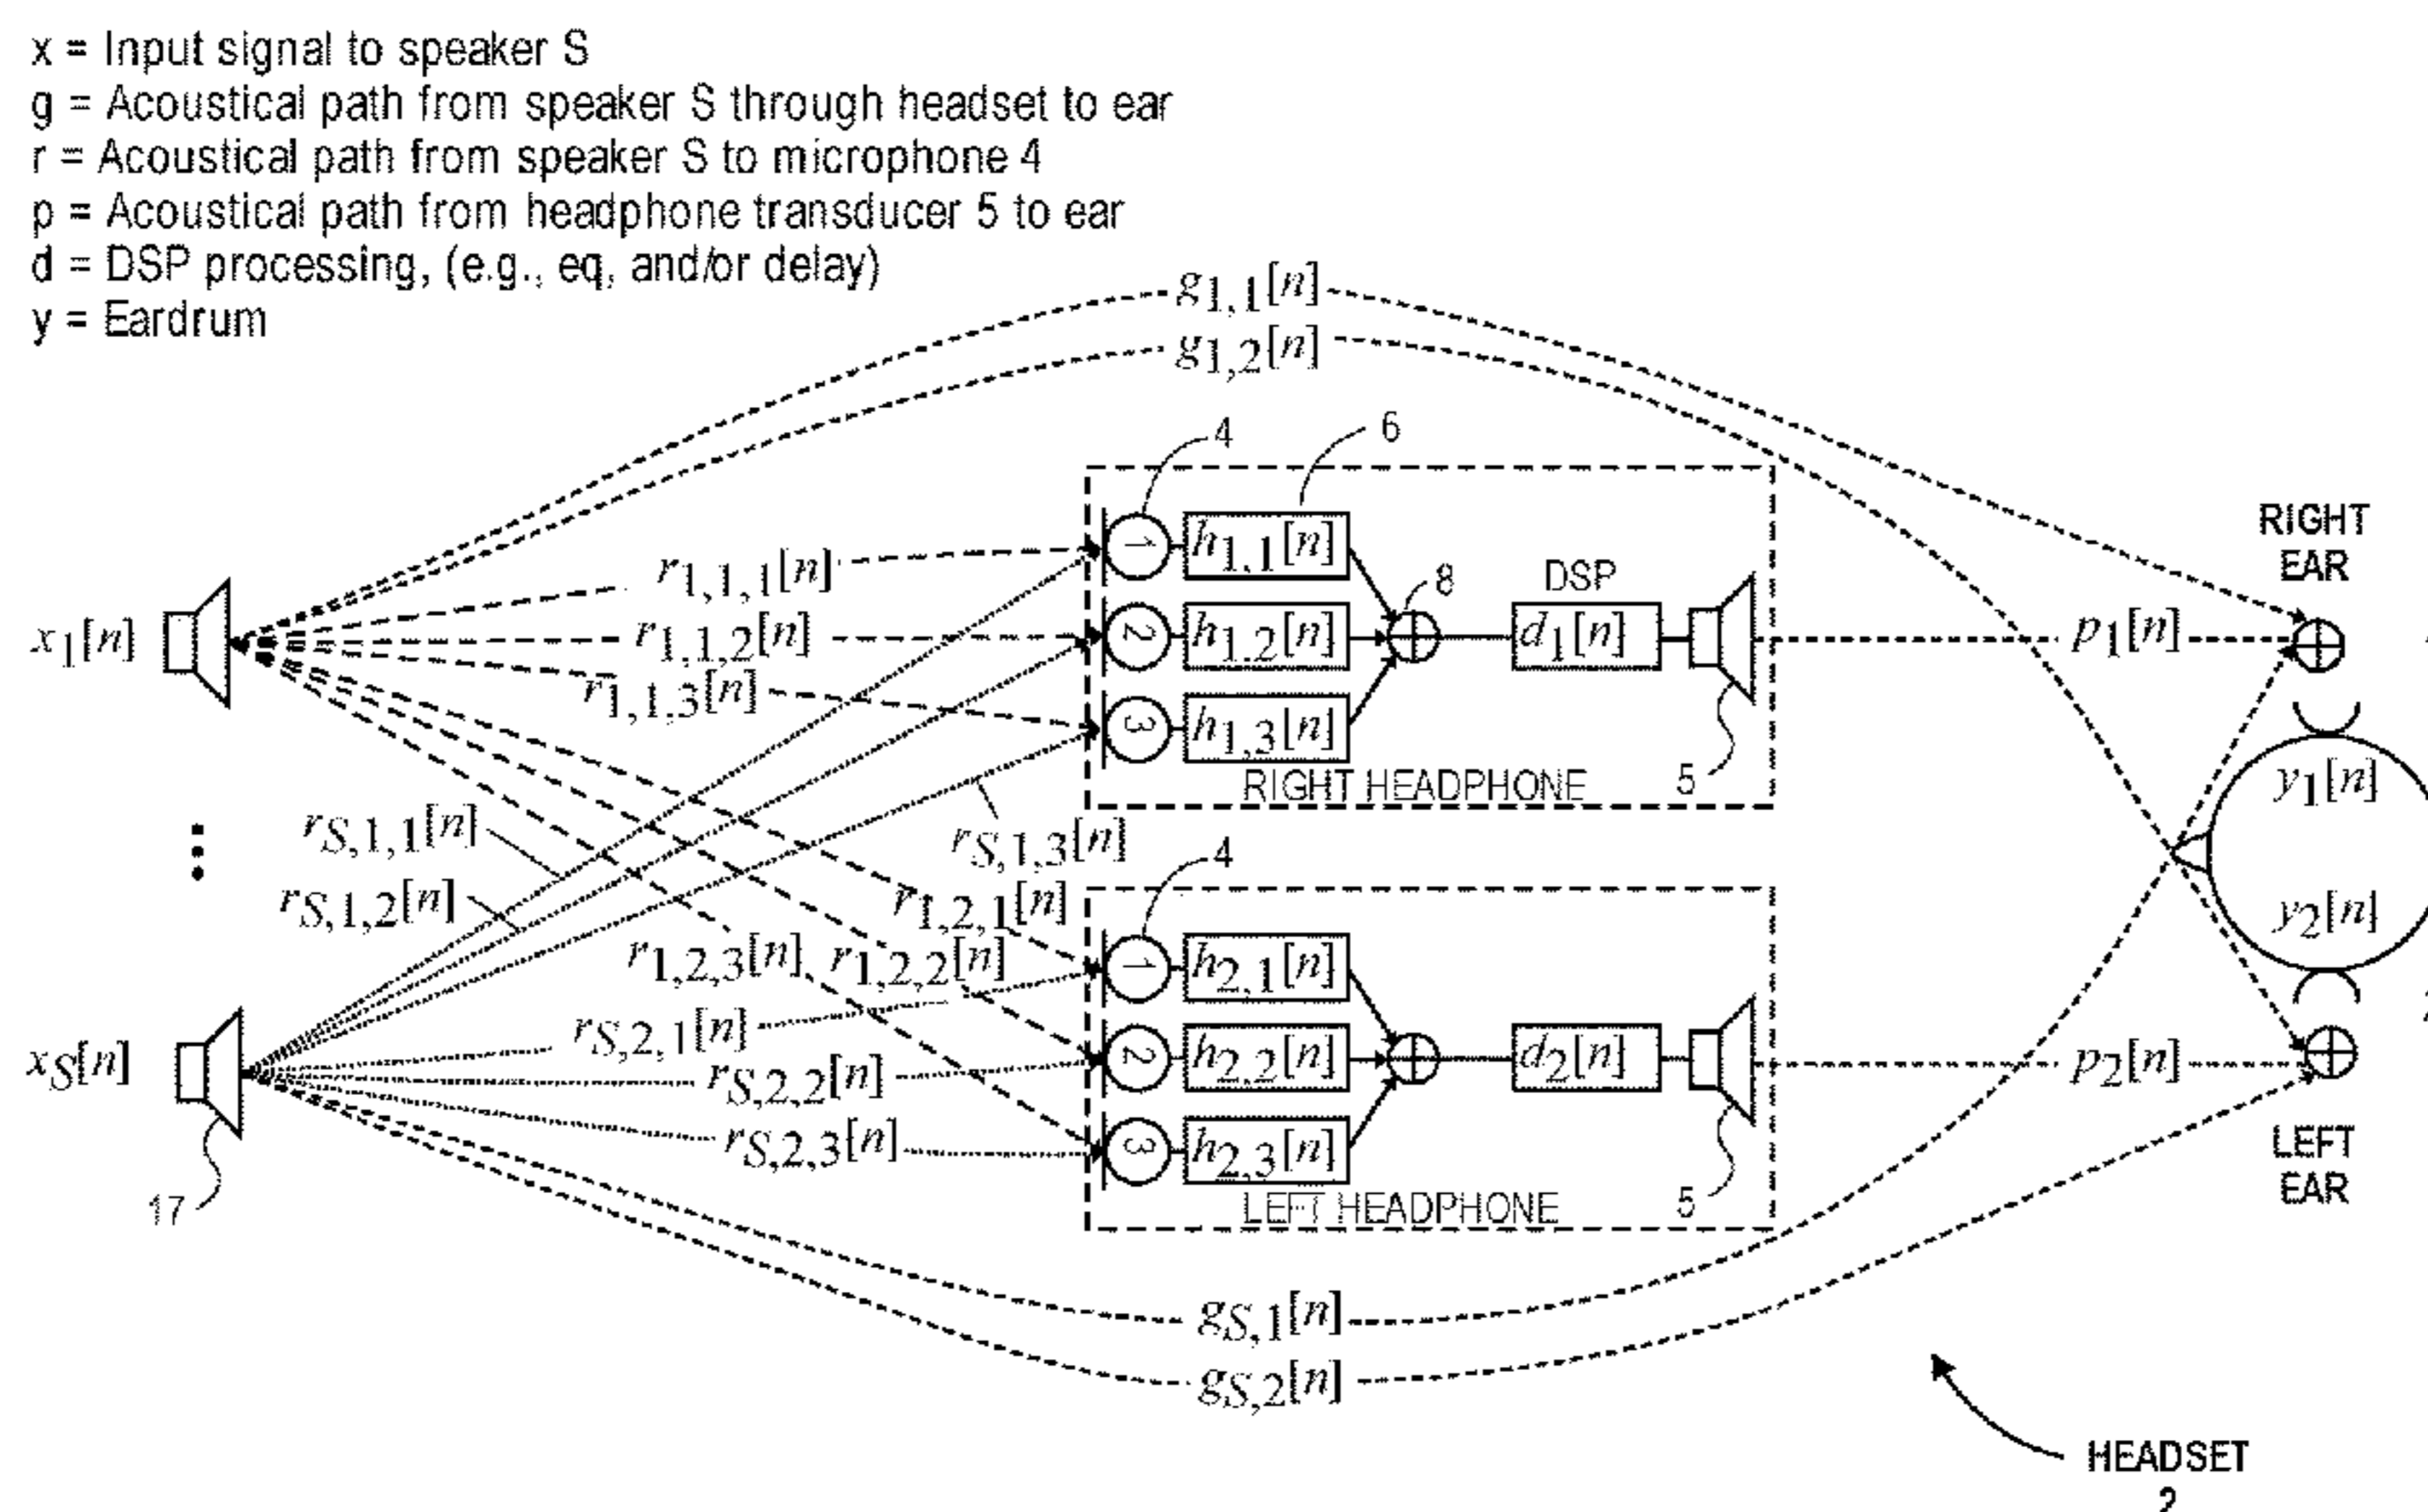 x = Input signal to speaker S
g = Acoustical path from speaker S through headset to ear
r = Acoustical path from speaker S to microphone 4
p = Acoustical path from headphone transducer 5 to ear
d = DSP processing, (e.g., eq, and/or delay)
y = Eardrum
g1,1[n]
g1,2[n]
4
6
RIGHT EAR
1
h1,1[n]
r1,1,1[n]
8
DSP
x1[n]
r1,1,2[n]
2
h1,2[n]
d1[n]
p1[n]
r1,1,3[n]
3
h1,3[n]
RIGHT HEADPHONE
5
y1[n]
rS,1,1[n]
rS,1,3[n]
4
rS,1,2[n]
r1,2,1[n]
y2[n]
r1,2,3[n]
r1,2,2[n]
1
h2,1[n]
rS,2,1[n]
xS[n]
rS,2,2[n]
2
h2,2[n]
d2[n]
p2[n]
rS,2,3[n]
3
h2,3[n]
LEFT EAR
17
LEFT HEADPHONE
5
gS,1[n]
gS,2[n]
HEADSET
2